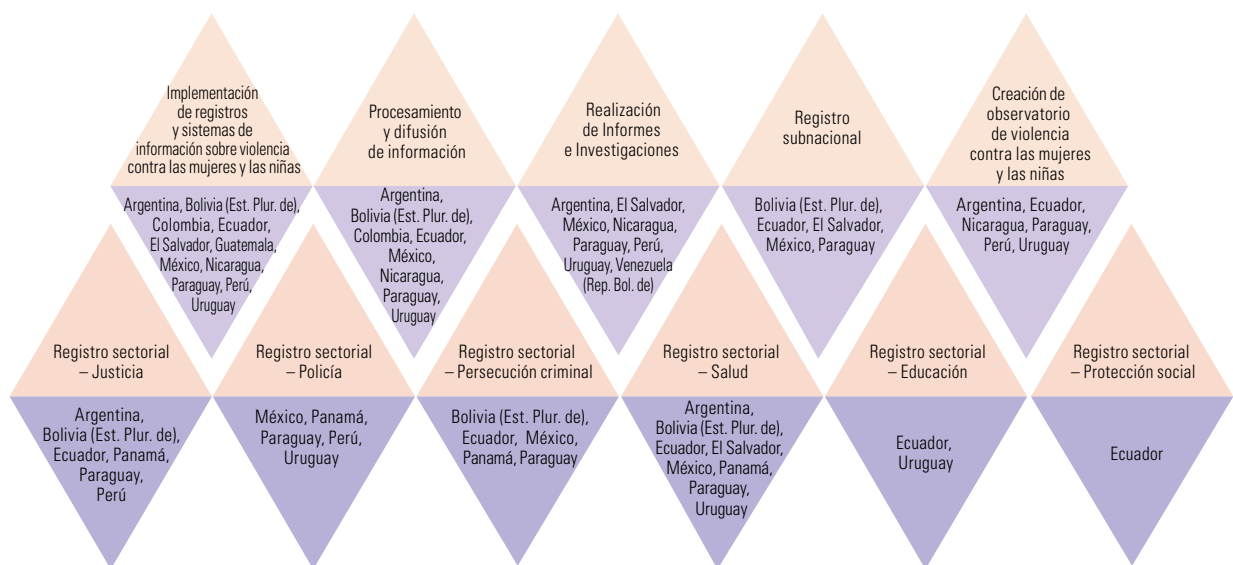 Implementación
de registros
y sistemas de
información sobre violencia
contra las mujeres y las niñas
Argentina, Bolivia (Est. Plur. de),
Colombia, Ecuador,
El Salvador, Guatemala,
México, Nicaragua,
Paraguay, Perú,
Uruguay
Procesamiento
y difusión
de información
Argentina,
Bolivia (Est. Plur. de),
Colombia, Ecuador,
México,
Nicaragua,
Paraguay,
Uruguay
Realización
de Informes
e Investigaciones
Argentina, El Salvador,
México, Nicaragua,
Paraguay, Perú,
Uruguay, Venezuela
(Rep. Bol. de)
Registro
subnacional
Bolivia (Est. Plur. de),
Ecuador, El Salvador,
México, Paraguay
Creación de
observatorio
de violencia
contra las mujeres
y las niñas
Argentina, Ecuador,
Nicaragua, Paraguay,
Perú, Uruguay
Registro sectorial
– Justicia
Argentina,
Bolivia (Est. Plur. de),
Ecuador, Panamá,
Paraguay,
Perú
Registro sectorial
– Policía
México, Panamá,
Paraguay, Perú,
Uruguay
Registro sectorial
– Persecución criminal
Bolivia (Est. Plur. de),
Ecuador, México,
Panamá, Paraguay
Registro sectorial
– Salud
Argentina,
Bolivia (Est. Plur. de),
Ecuador, El Salvador,
México, Panamá,
Paraguay,
Uruguay
Registro sectorial
– Educación
Ecuador,
Uruguay
Registro sectorial
– Protección social
Ecuador